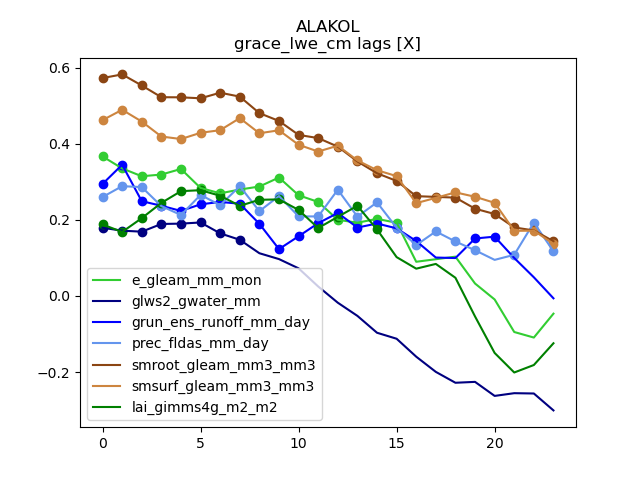 ALAKOL
grace_lwe_cm lags [X]
0.6
0.4
0.2
0.0
−0.2
0
5
10
15
20
e_gleam_mm_mon
glws2_gwater_mm
grun_ens_runoff_mm_day
prec_fldas_mm_day
smroot_gleam_mm3_mm3
smsurf_gleam_mm3_mm3
lai_gimms4g_m2_m2